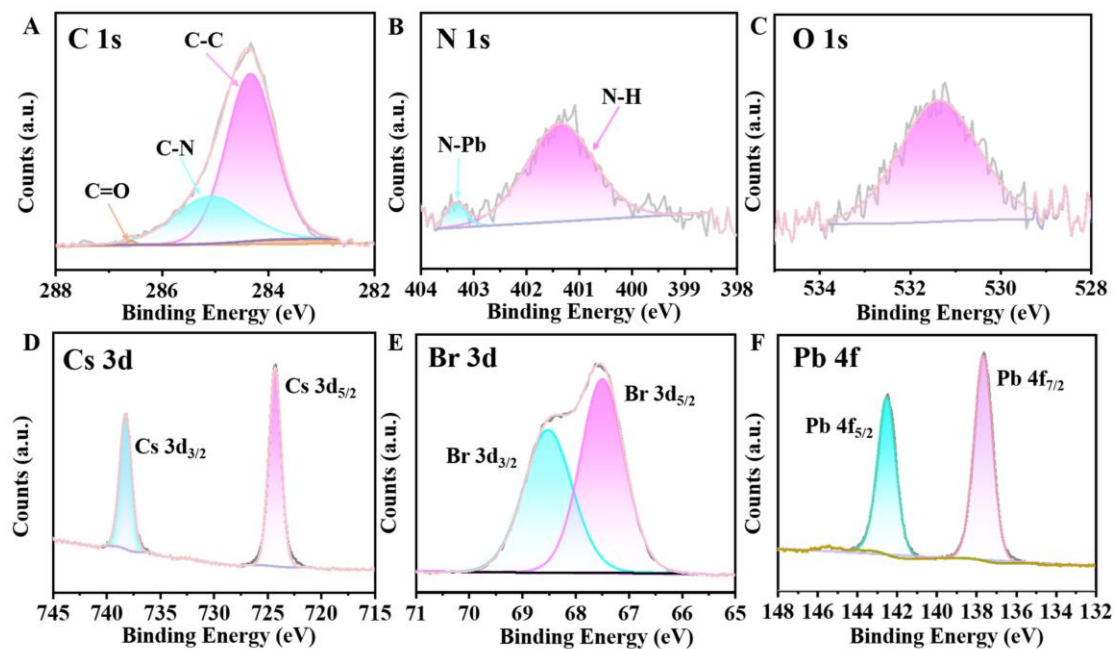 A
C 1s
C-C
C-N
C=O
Counts (a.u.)
288 286 284 282
Binding Energy (eV)
B
N 1s
N-H
N-Pb
Counts (a.u.)
404 403 402 401 400 399 398
Binding Energy (eV)
C
O 1s
Counts (a.u.)
534 532 530 528
Binding Energy (eV)
D
Cs 3d
Cs 3d5/2
Cs 3d3/2
Counts (a.u.)
745 740 735 730 725 720 715
Binding Energy (eV)
E
Br 3d
Br 3d5/2
Br 3d3/2
Counts (a.u.)
71 69 68 67 66 65
Binding Energy (eV)
F
Pb 4f
Pb 4f7/2
Pb 4f5/2
Counts (a.u.)
148 146 144 142 140 138 136 134 132
Binding Energy (eV)